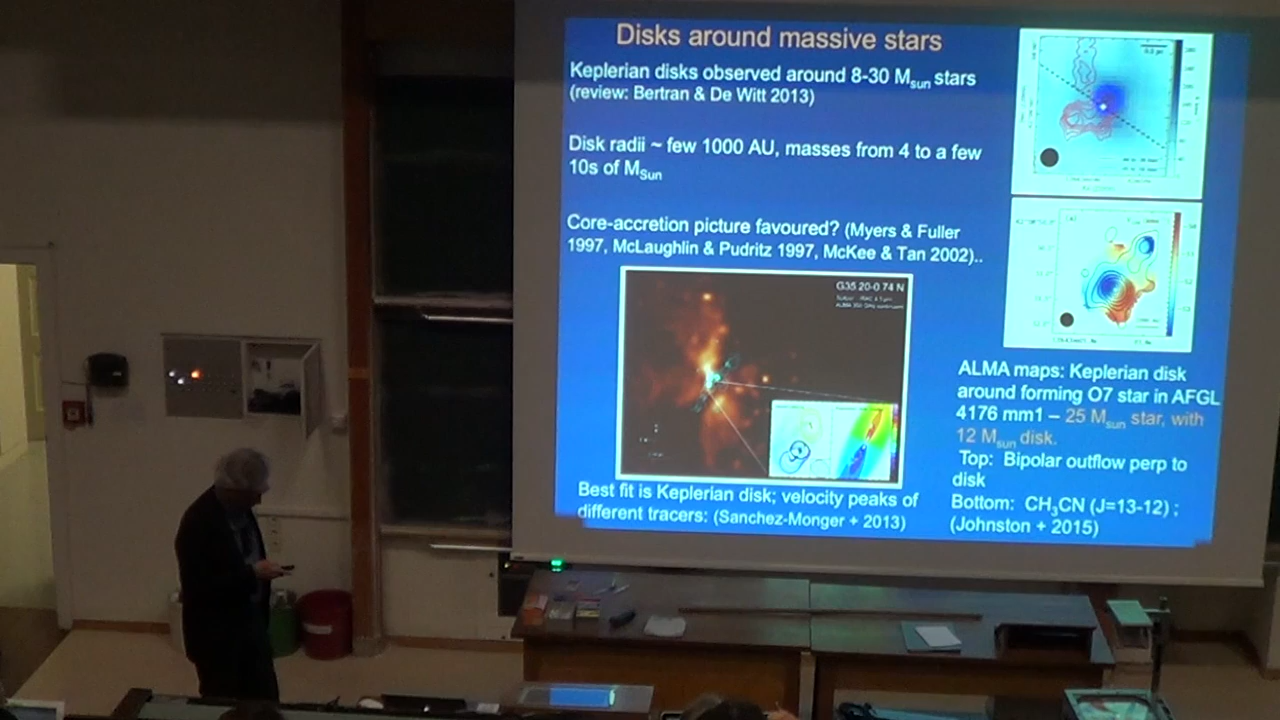 Disks around massive stars
Keplerian disks observed around 8-30 Msun stars
(review: Bertran & De Witt 2013)
Disk radii ~ few 1000 AU, masses from 4 to a few
10s of MSun
Core-accretion picture favoured? (Myers & Fuller
1997, McLaughlin & Pudritz 1997, McKee & Tan 2002)..
G35 20-0 74 N
Best fit is Keplerian disk; velocity peaks of
different tracers: (Sanchez-Monger + 2013)
ALMA maps: Keplerian disk
around forming O7 star in AFGL
4176 mm1 – 25 Msun star, with
12 Msun disk.
Top: Bipolar outflow perp to
disk
Bottom: CH3CN (J=13-12) ;
(Johnston + 2015)